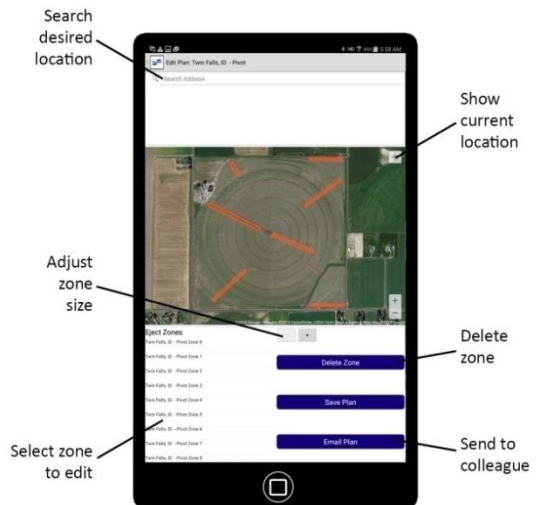 Search
desired
location
5:58 AM
Edit Plan: Twin Falls, ID - Pivot
Search Address
Show
current
location
Adjust
zone
size
+
−
Eject Zones
+
Twin Falls, ID - Pivot Zone 0
Twin Falls, ID - Pivot Zone 1
Delete Zone
Delete
zone
Twin Falls, ID - Pivot Zone 2
Twin Falls, ID - Pivot Zone 3
Twin Falls, ID - Pivot Zone 4
Save Plan
Twin Falls, ID - Pivot Zone 5
Twin Falls, ID - Pivot Zone 6
Select zone
to edit
Twin Falls, ID - Pivot Zone 7
Email Plan
Send to
colleague
Twin Falls, ID - Pivot Zone 8